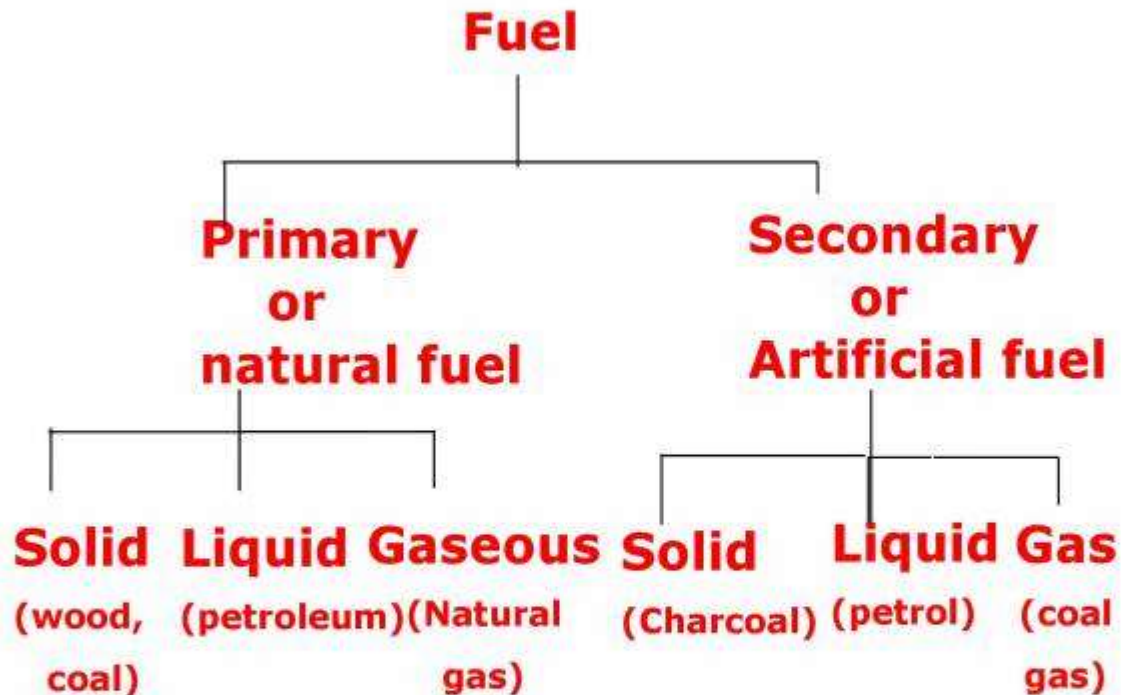 Fuel
Primary
or
natural fuel
Secondary
or
Artificial fuel
Solid
(wood,
coal)
Liquid
(petroleum)
Gaseous
(Natural
gas)
Solid
(Charcoal)
Liquid
(petrol)
Gas
(coal
gas)